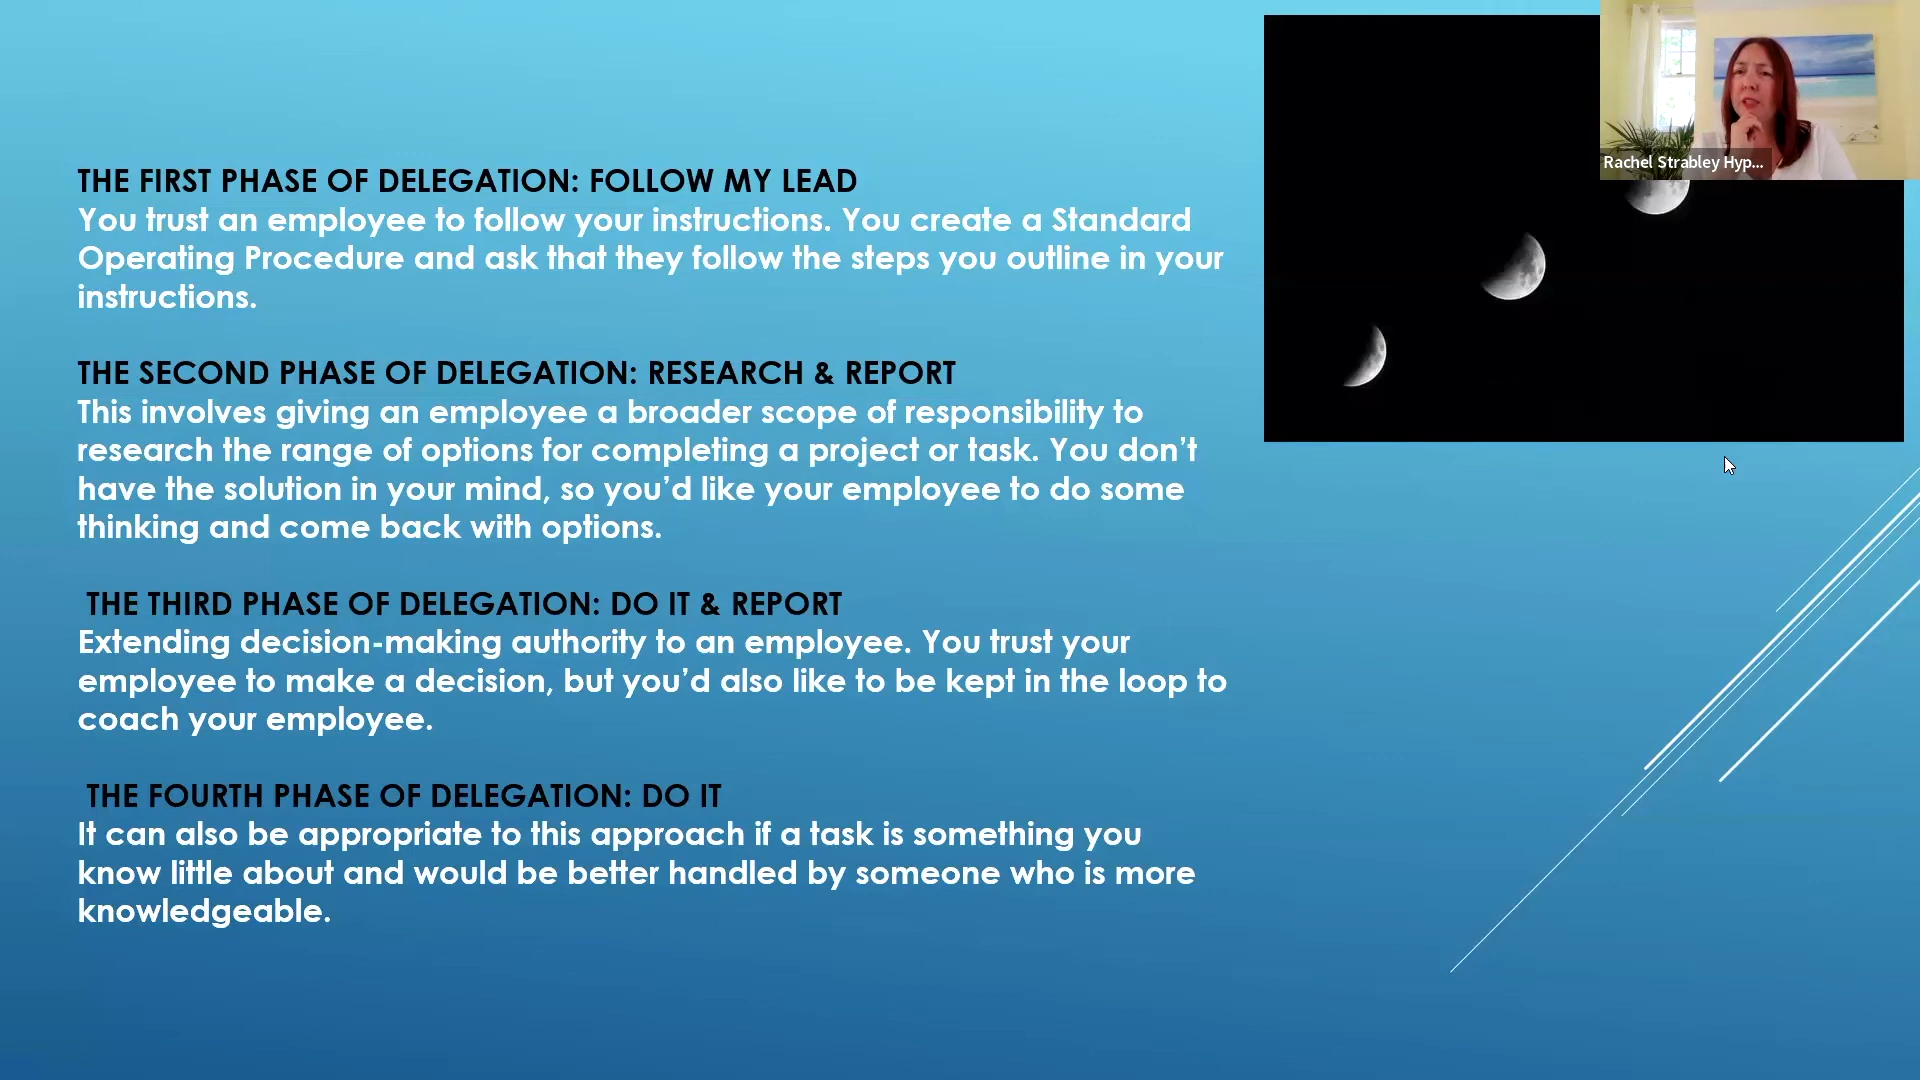 THE FIRST PHASE OF DELEGATION: FOLLOW MY LEAD
You trust an employee to follow your instructions. You create a Standard
Operating Procedure and ask that they follow the steps you outline in your
instructions.
THE SECOND PHASE OF DELEGATION: RESEARCH & REPORT
This involves giving an employee a broader scope of responsibility to
research the range of options for completing a project or task. You don’t
have the solution in your mind, so you’d like your employee to do some
thinking and come back with options.
THE THIRD PHASE OF DELEGATION: DO IT & REPORT
Extending decision-making authority to an employee. You trust your
employee to make a decision, but you’d also like to be kept in the loop to
coach your employee.
THE FOURTH PHASE OF DELEGATION: DO IT
It can also be appropriate to this approach if a task is something you
know little about and would be better handled by someone who is more
knowledgeable.
Rachel Strabley Hyp...